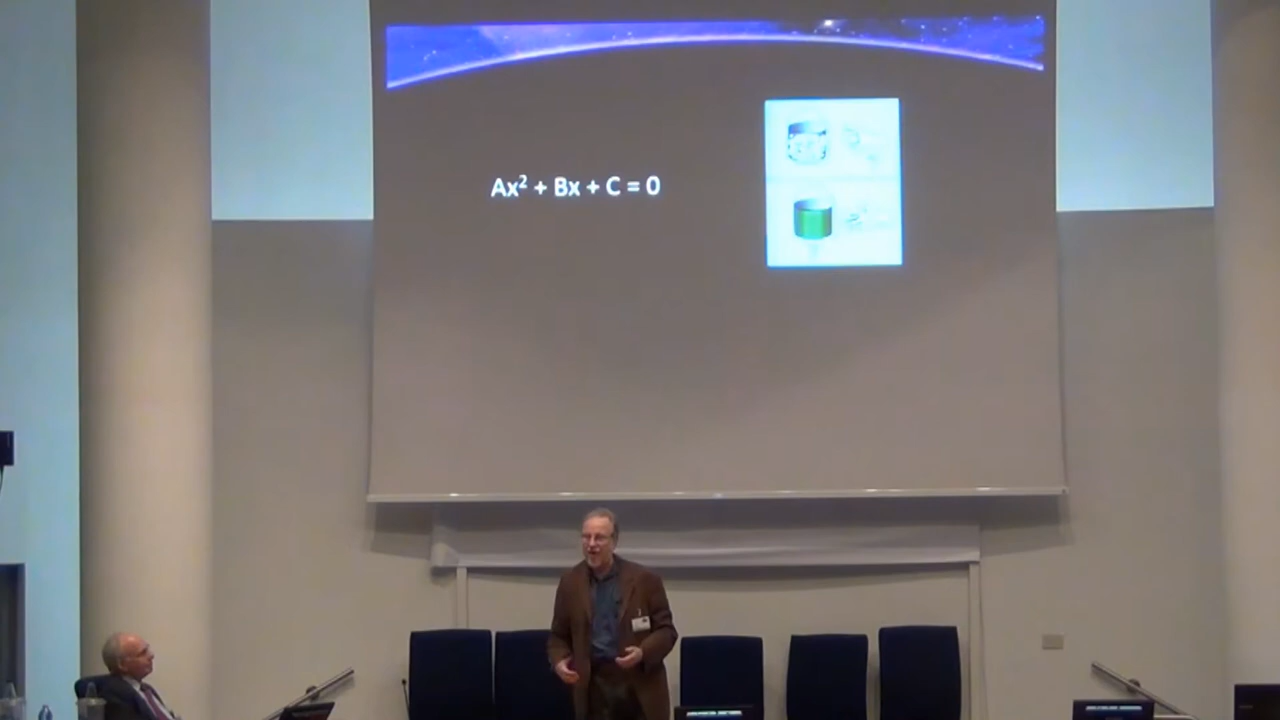 Ax² + Bx + C = 0